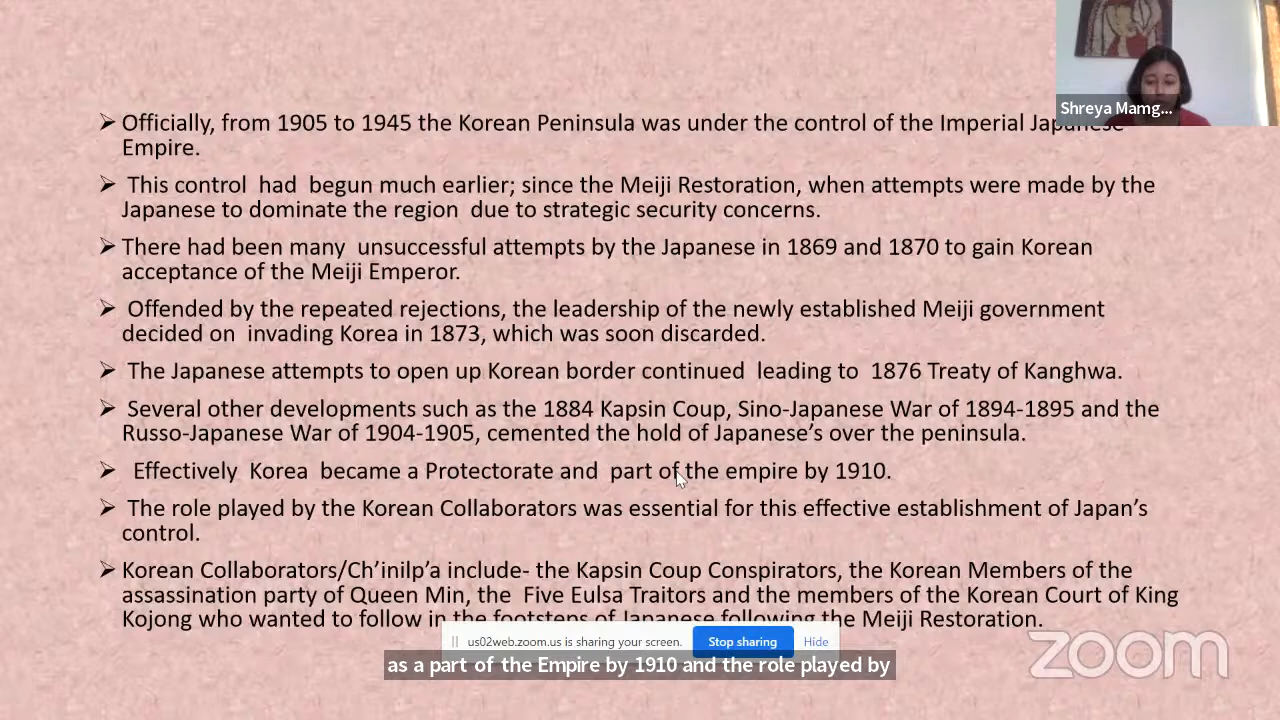 Shreya Mamg...
➢ Officially, from 1905 to 1945 the Korean Peninsula was under the control of the Imperial Japanese
Empire.
➢ This control had begun much earlier; since the Meiji Restoration, when attempts were made by the
Japanese to dominate the region due to strategic security concerns.
➢ There had been many unsuccessful attempts by the Japanese in 1869 and 1870 to gain Korean
acceptance of the Meiji Emperor.
➢ Offended by the repeated rejections, the leadership of the newly established Meiji government
decided on invading Korea in 1873, which was soon discarded.
➢ The Japanese attempts to open up Korean border continued leading to 1876 Treaty of Kanghwa.
➢ Several other developments such as the 1884 Kapsin Coup, Sino-Japanese War of 1894-1895 and the
Russo-Japanese War of 1904-1905, cemented the hold of Japanese's over the peninsula.
➢ Effectively Korea became a Protectorate and part of the empire by 1910.
➢ The role played by the Korean Collaborators was essential for this effective establishment of Japan's
control.
➢ Korean Collaborators/Ch'inilp'a include- the Kapsin Coup Conspirators, the Korean Members of the
assassination party of Queen Min, the Five Eulsa Traitors and the members of the Korean Court of King
Kojong who wanted to follow in the footsteps of Japanese following the Meiji Restoration.
us02web.zoom.us is sharing your screen. Stop sharing Hide
as a part of the Empire by 1910 and the role played by
zoom